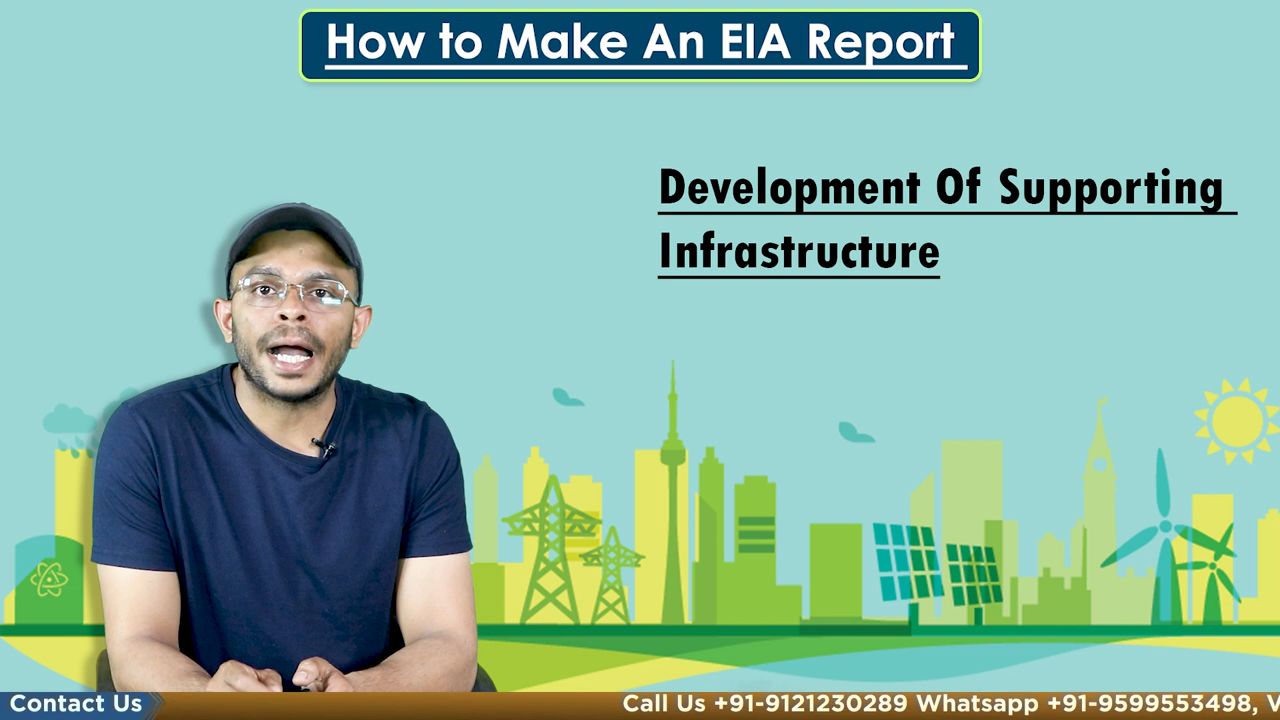 How to Make An EIA Report
Development Of Supporting
Infrastructure
Contact Us
Call Us +91-9121230289 Whatsapp +91-9599553498, V